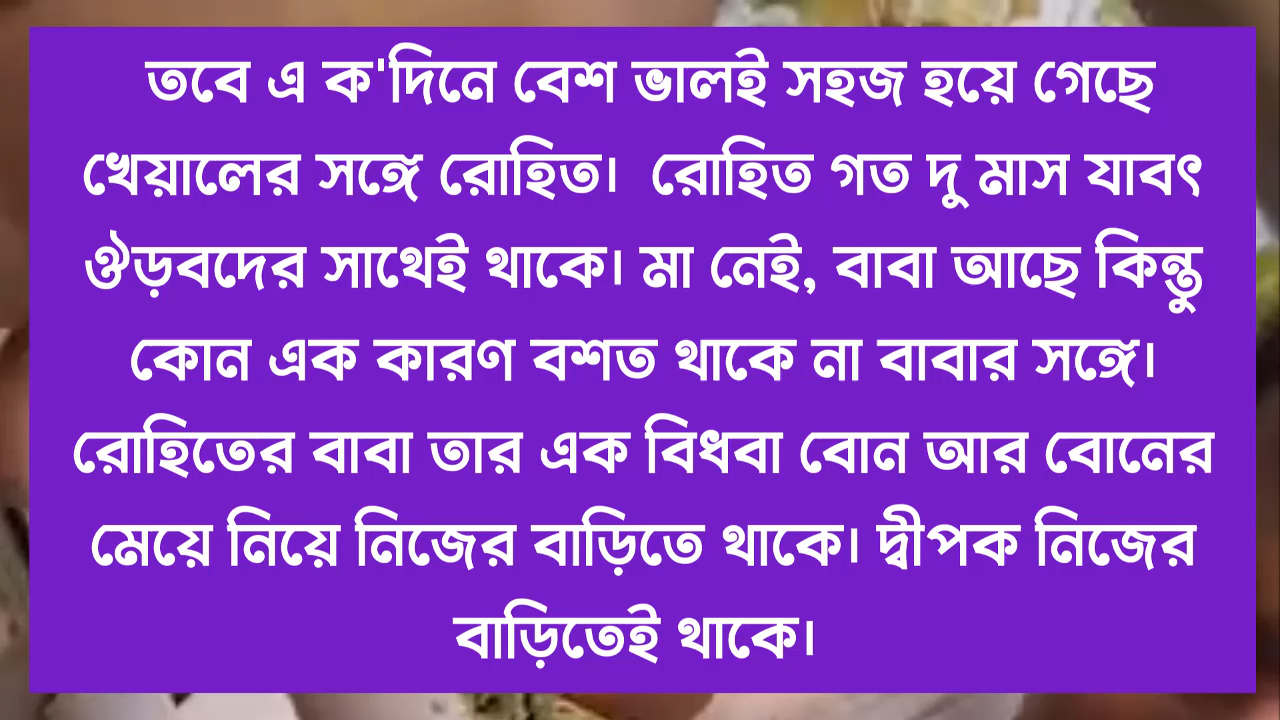 তবে এ ক'দিনে বেশ ভালই সহজ হয়ে গেছে
খেয়ালের সঙ্গে রোহিত। রোহিত গত দু মাস যাবৎ
ঔড়বদের সাথেই থাকে। মা নেই, বাবা আছে কিন্তু
কোন এক কারণ বশত থাকে না বাবার সঙ্গে।
রোহিতের বাবা তার এক বিধবা বোন আর বোনের
মেয়ে নিয়ে নিজের বাড়িতে থাকে। দ্বীপক নিজের
বাড়িতেই থাকে।